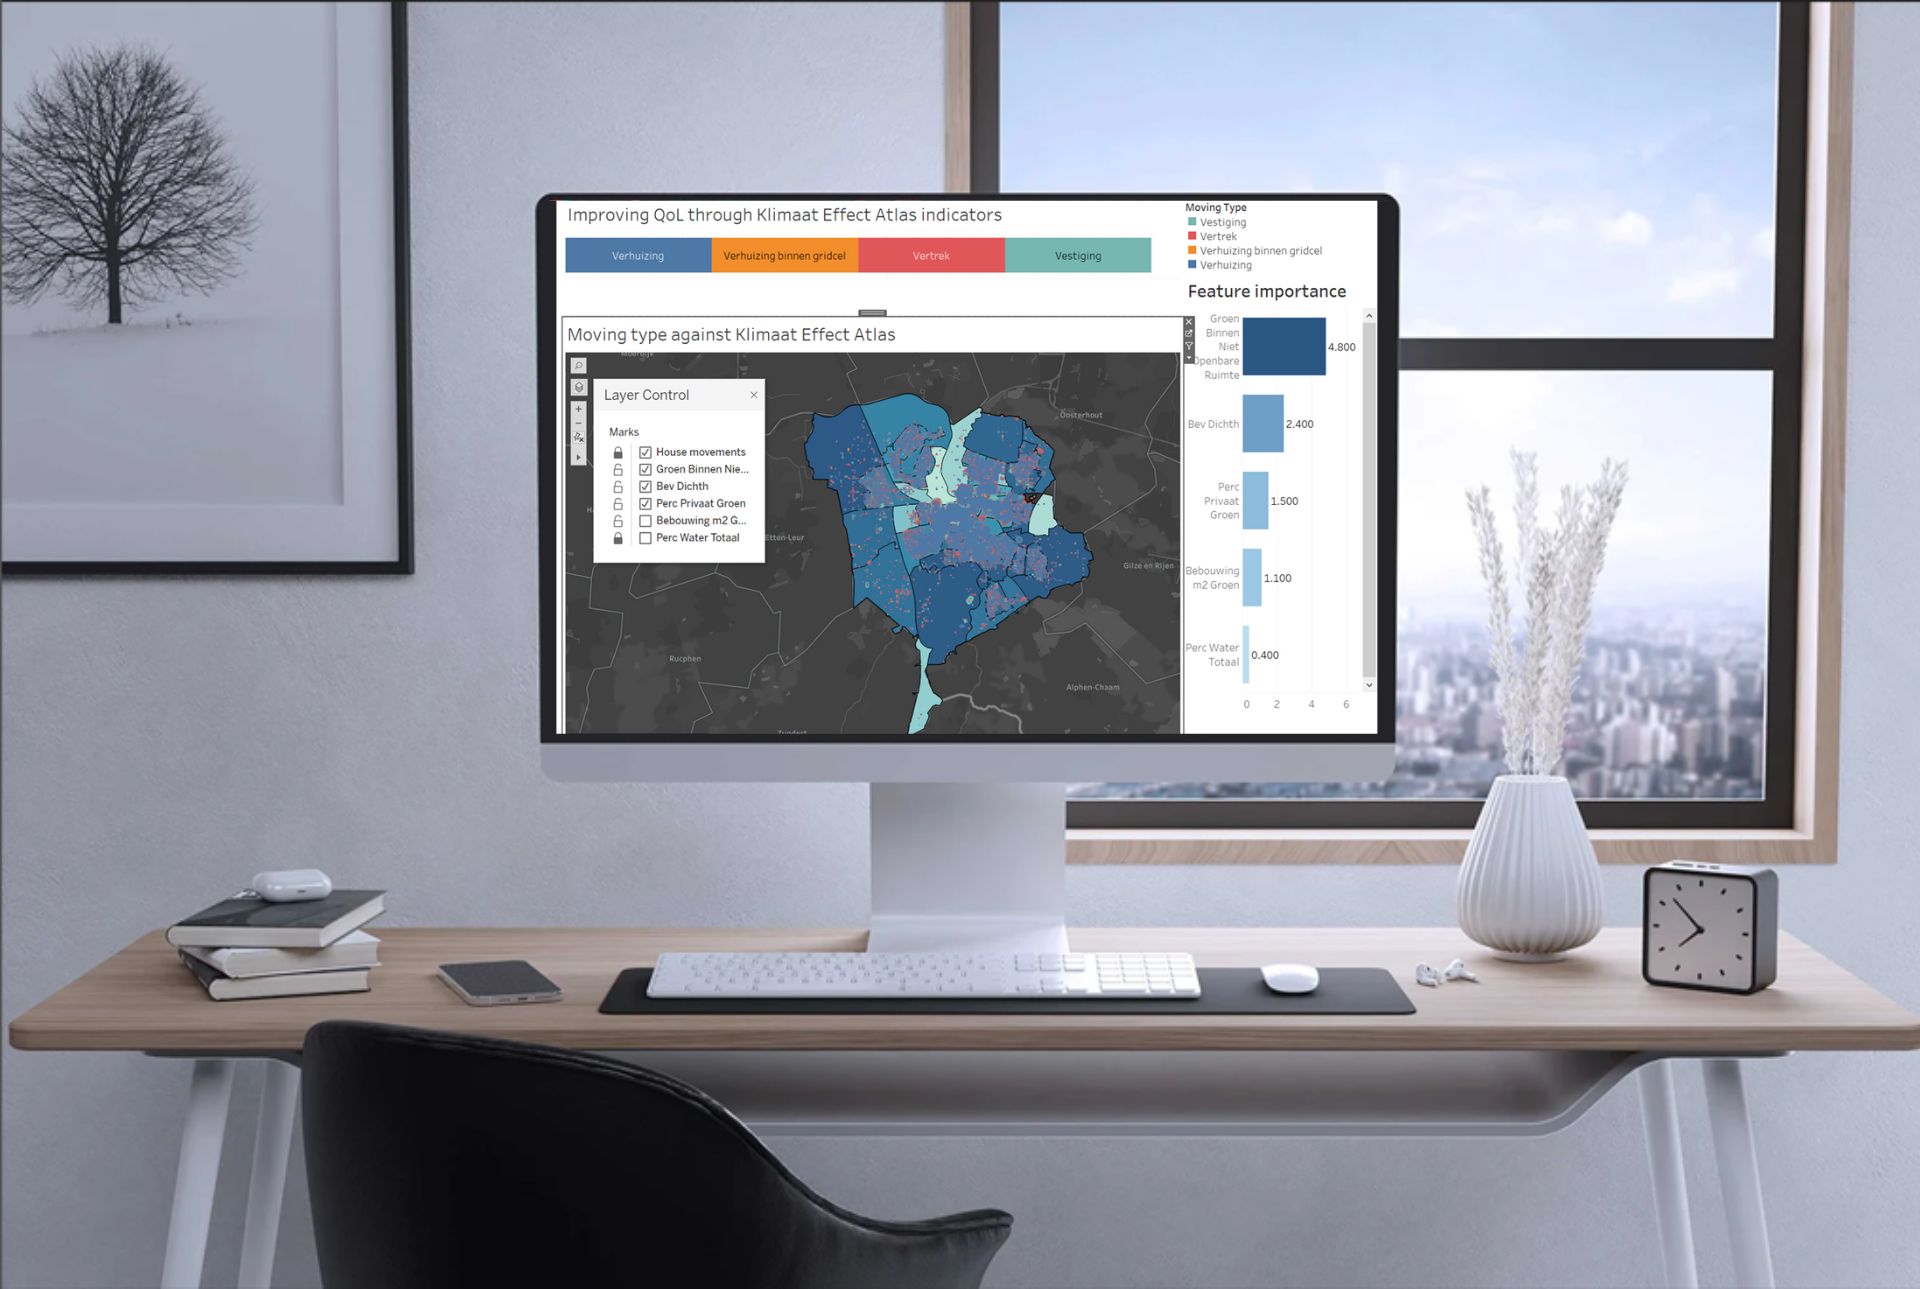 Improving QoL through Klimaat Effect Atlas indicators
Verhuizing
Verhuizing binnen gridcel
Vertrek
Vestiging
Moving Type
Vestiging
Vertrek
Verhuizing binnen gridcel
Verhuizing
Moving type against Klimaat Effect Atlas
Layer Control
Marks
House movements
Groen Binnen Nie...
Bev Dichth
Perc Privaat Groen
Bebouwing m2 G...
Perc Water Totaal
Moerdijk
Oosterhout
Etten-Leur
Gilze en Rijen
Rucphen
Alphen-Chaam
Zundert
Feature importance
Groen
Binnen
Niet
Openbare
Ruimte
4.800
Bev Dichth
2.400
Perc
Privaat
Groen
1.500
Bebouwing
m2 Groen
1.100
Perc Water
Totaal
0.400
0 2 4 6